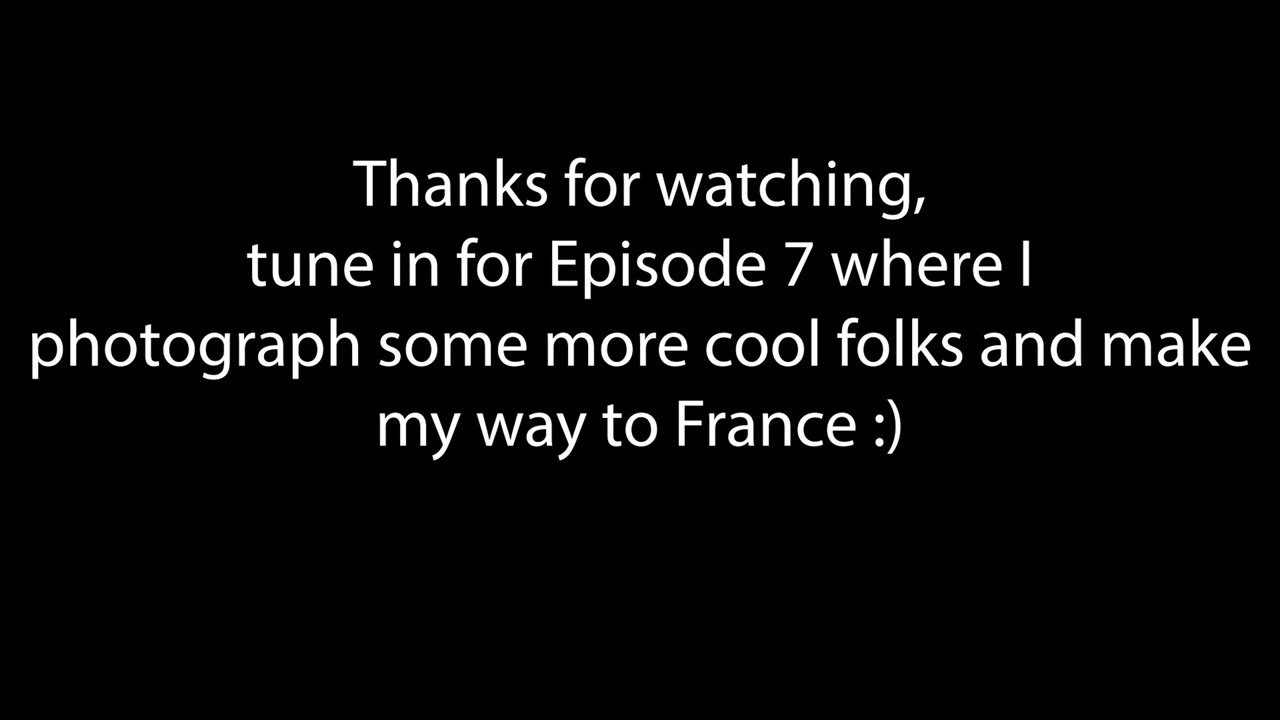 Thanks for watching,
tune in for Episode 7 where I
photograph some more cool folks and make
my way to France :)